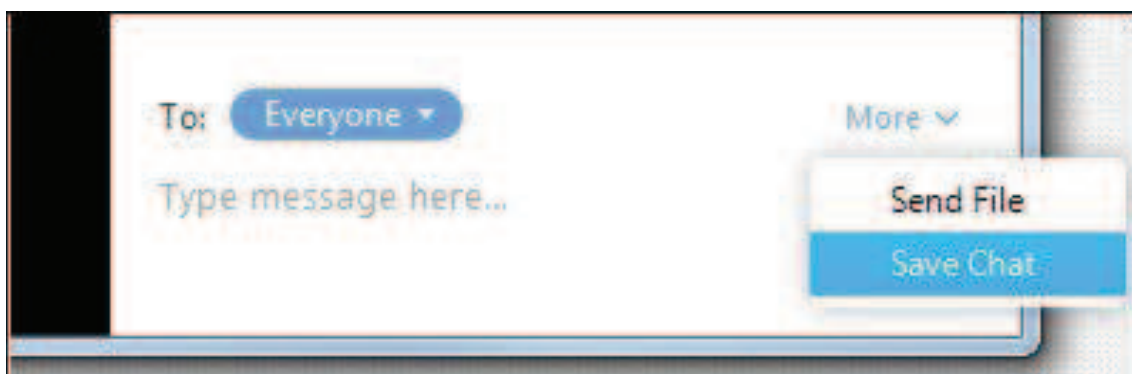 To: Everyone
More
Type message here...
Send File
Save Chat